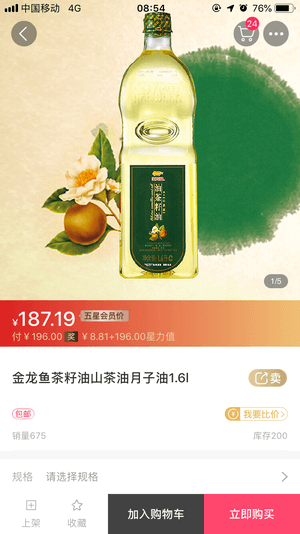 中国移动 4G 08:54 76%
24
油茶籽油
1/5
¥187.19 五星会员价
付￥196.00 奖 ￥8.81+196.00星力值
金龙鱼茶籽油山茶油月子油1.6l
卖
包邮
我要比价>
销量675 库存200
规格 请选择规格
上架
收藏
加入购物车
立即购买